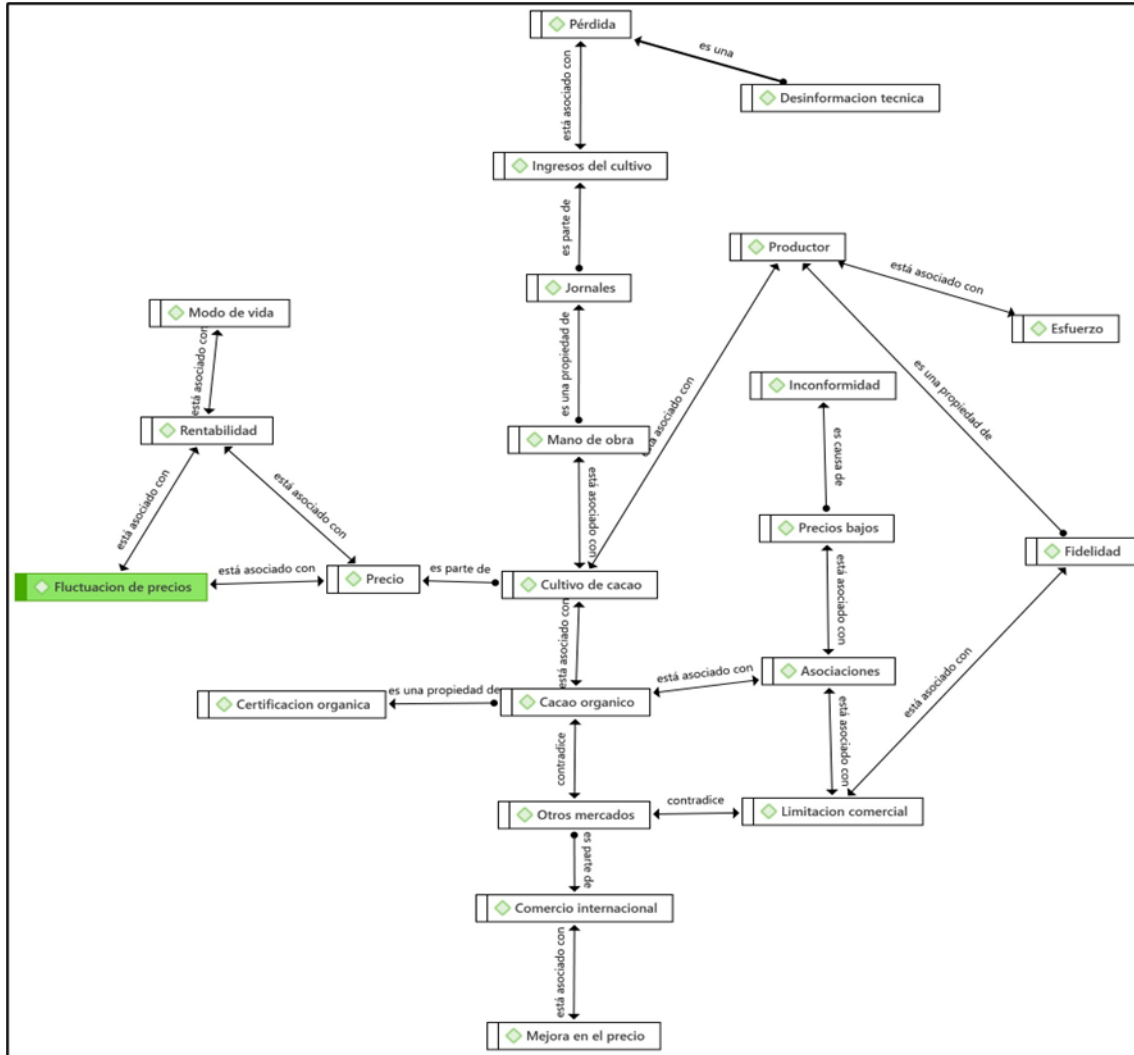 Pérdida
es una
Desinformacion tecnica
está asociado con
Ingresos del cultivo
es parte de
Productor
está asociado con
Jornales
Esfuerzo
Modo de vida
es una propiedad de
está asociado con
es una propiedad de
Inconformidad
está asociado con
Rentabilidad
Mano de obra
es causa de
está asociado con
está asociado con
está asociado con
Precios bajos
Fidelidad
Fluctuacion de precios
está asociado con
Precio
es parte de
Cultivo de cacao
está asociado con
está asociado con
Asociaciones
está asociado con
está asociado con
Certificacion organica
es una propiedad de
Cacao organico
está asociado con
contradice
Otros mercados
contradice
Limitacion comercial
es parte de
Comercio internacional
está asociado con
Mejora en el precio